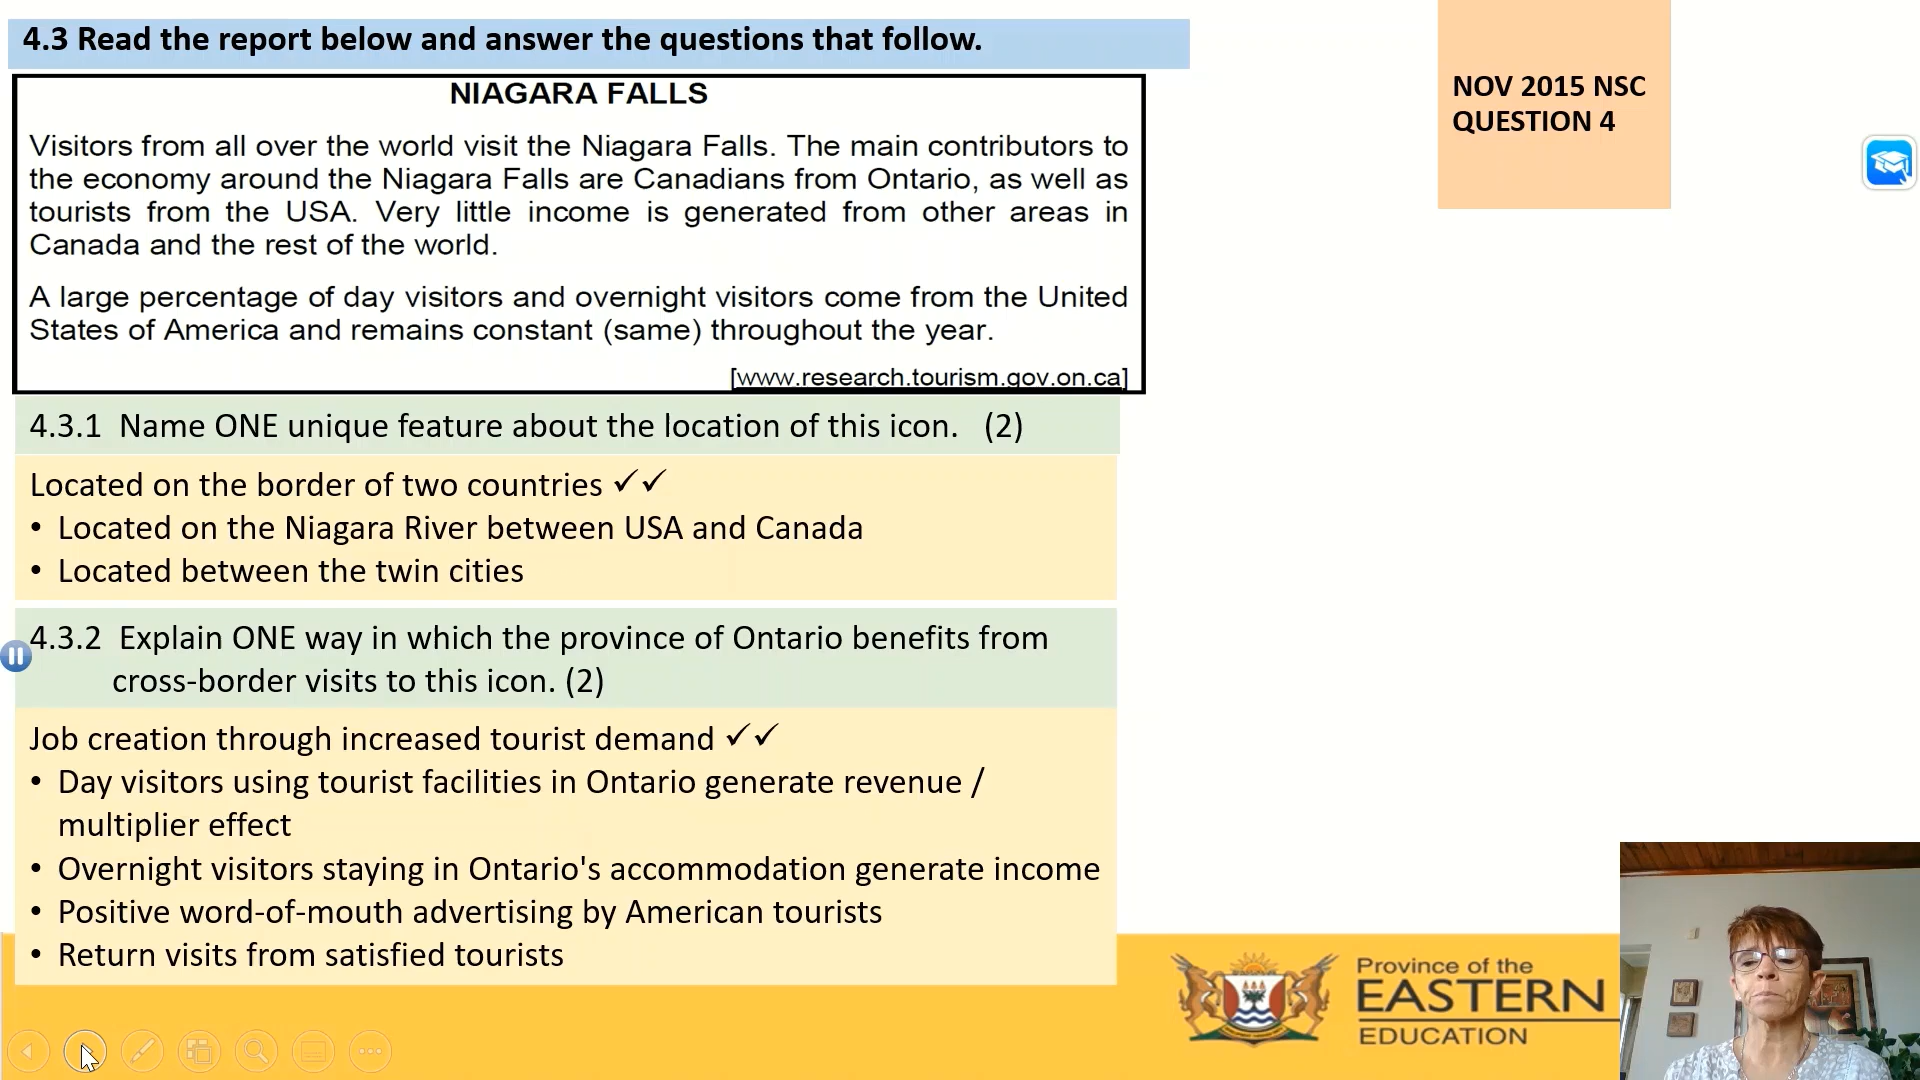 4.3 Read the report below and answer the questions that follow.
NOV 2015 NSC
QUESTION 4
NIAGARA FALLS
Visitors from all over the world visit the Niagara Falls. The main contributors to
the economy around the Niagara Falls are Canadians from Ontario, as well as
tourists from the USA. Very little income is generated from other areas in
Canada and the rest of the world.
A large percentage of day visitors and overnight visitors come from the United
States of America and remains constant (same) throughout the year.
[www.research.tourism.gov.on.ca]
4.3.1 Name ONE unique feature about the location of this icon. (2)
Located on the border of two countries ✓✓
• Located on the Niagara River between USA and Canada
• Located between the twin cities
4.3.2 Explain ONE way in which the province of Ontario benefits from
cross-border visits to this icon. (2)
Job creation through increased tourist demand ✓✓
• Day visitors using tourist facilities in Ontario generate revenue /
multiplier effect
• Overnight visitors staying in Ontario's accommodation generate income
• Positive word-of-mouth advertising by American tourists
• Return visits from satisfied tourists
Province of the
EASTERN
EDUCATION